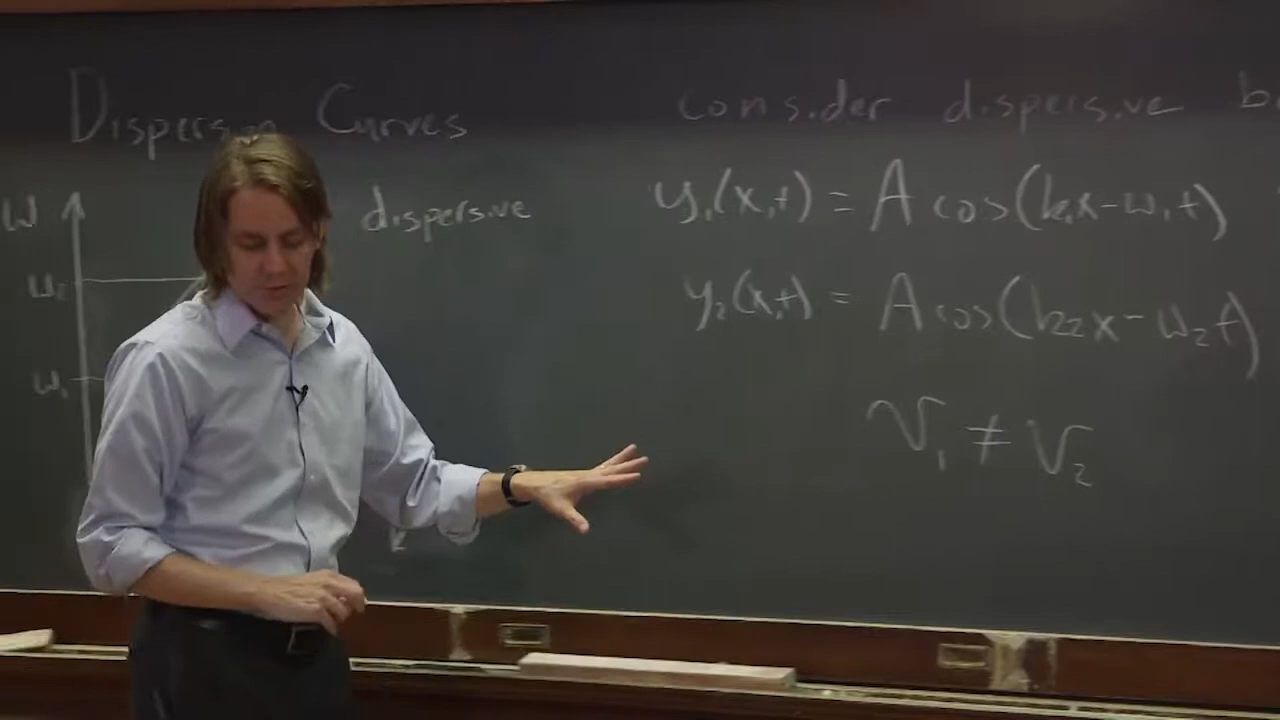 Dispersion Curves
ω
dispersive
ω₂
ω₁
k
consider dispersive
y₁(x,t) = A cos(k₁x-ω₁t)
y₂(x,t) = A cos(k₂x-ω₂t)
v₁ ≠ v₂